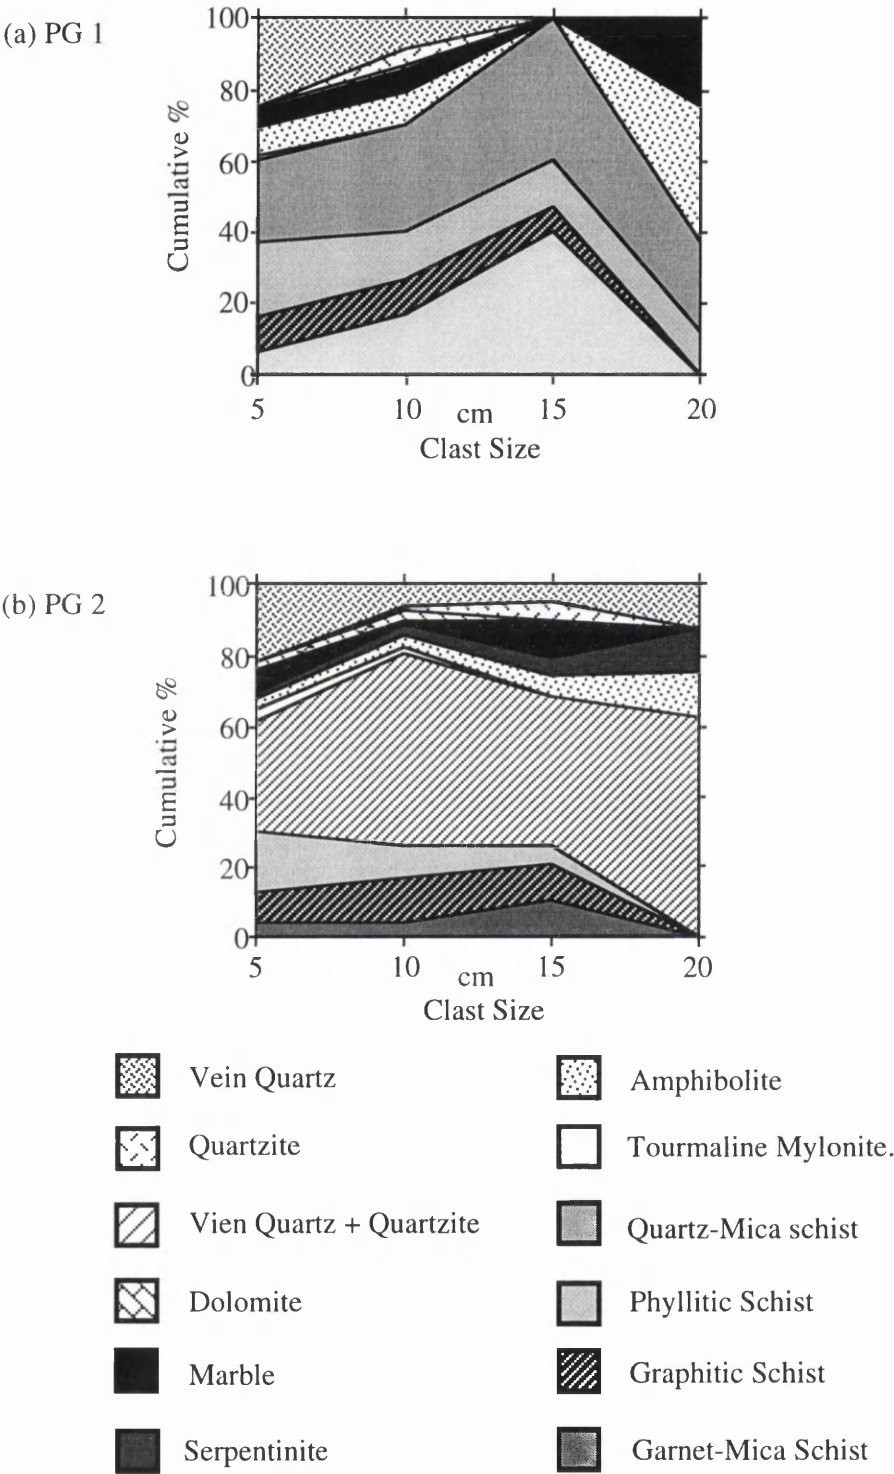 (a) PG 1
Cumulative %
100
80
60
40
20
0
5 10 cm 15 20
Clast Size
(b) PG 2
Cumulative %
100
80
60
40
20
0
5 10 cm 15 20
Clast Size
Vein Quartz
Quartzite
Vien Quartz + Quartzite
Dolomite
Marble
Serpentinite
Amphibolite
Tourmaline Mylonite.
Quartz-Mica schist
Phyllitic Schist
Graphitic Schist
Garnet-Mica Schist